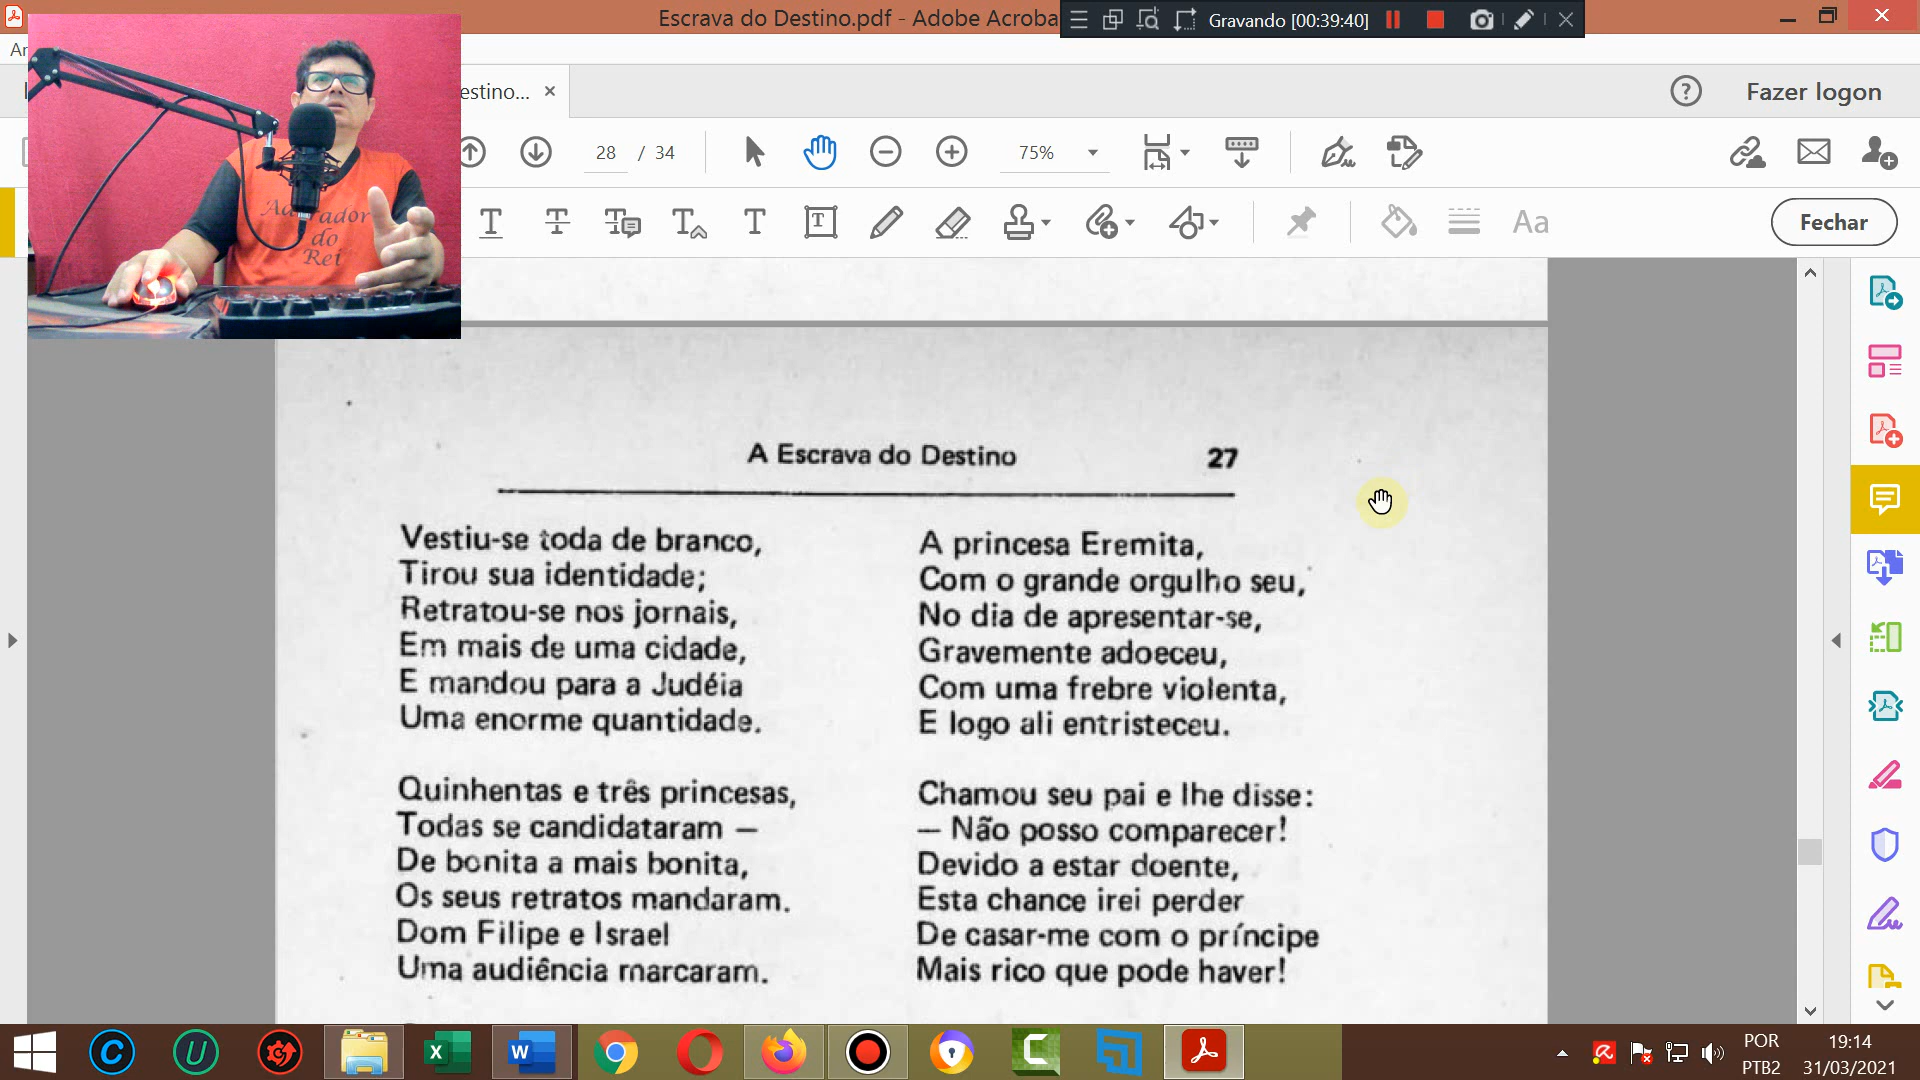 Escrava do Destino.pdf - Adobe Acroba
Gravando [00:39:40]
estino...
Fazer logon
28 / 34
75%
Fechar
Aa
do
Rei
A Escrava do Destino 27
Vestiu-se toda de branco,
Tirou sua identidade;
Retratou-se nos jornais,
Em mais de uma cidade,
E mandou para a Judéia
Uma enorme quantidade.
Quinhentas e três princesas,
Todas se candidataram —
De bonita a mais bonita,
Os seus retratos mandaram.
Dom Filipe e Israel
Uma audiência marcaram.
A princesa Eremita,
Com o grande orgulho seu,
No dia de apresentar-se,
Gravemente adoeceu,
Com uma frebre violenta,
E logo ali entristeceu.
Chamou seu pai e lhe disse:
— Não posso comparecer!
Devido a estar doente,
Esta chance irei perder
De casar-me com o príncipe
Mais rico que pode haver!
POR
PTB2
19:14
31/03/2021